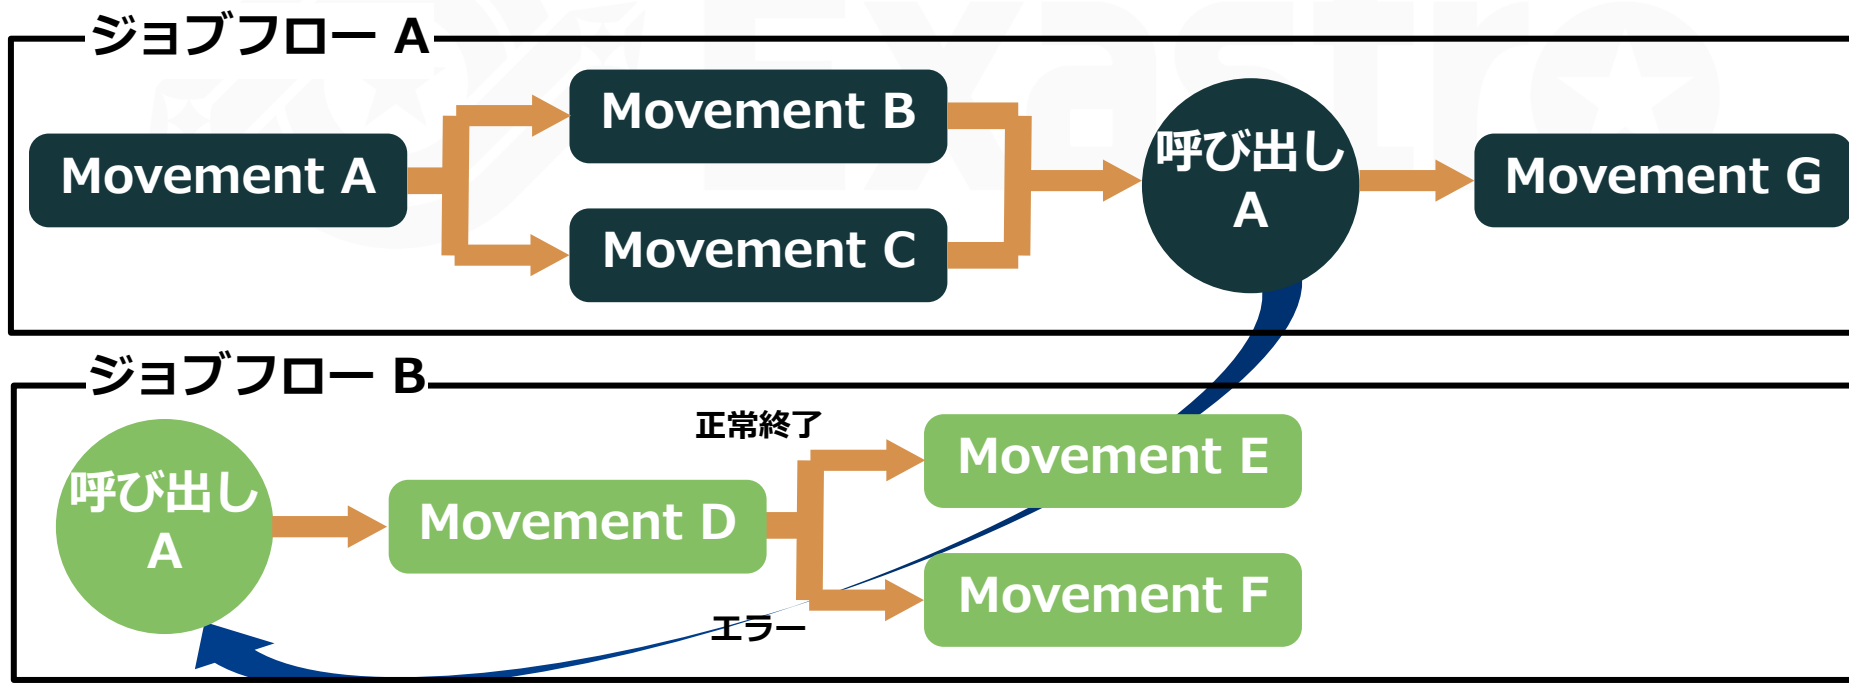 ジョブフロー A
Movement A
Movement B
Movement C
呼び出し
A
Movement G
ジョブフロー B
呼び出し
A
Movement D
正常終了
Movement E
エラー
Movement F
Exastro